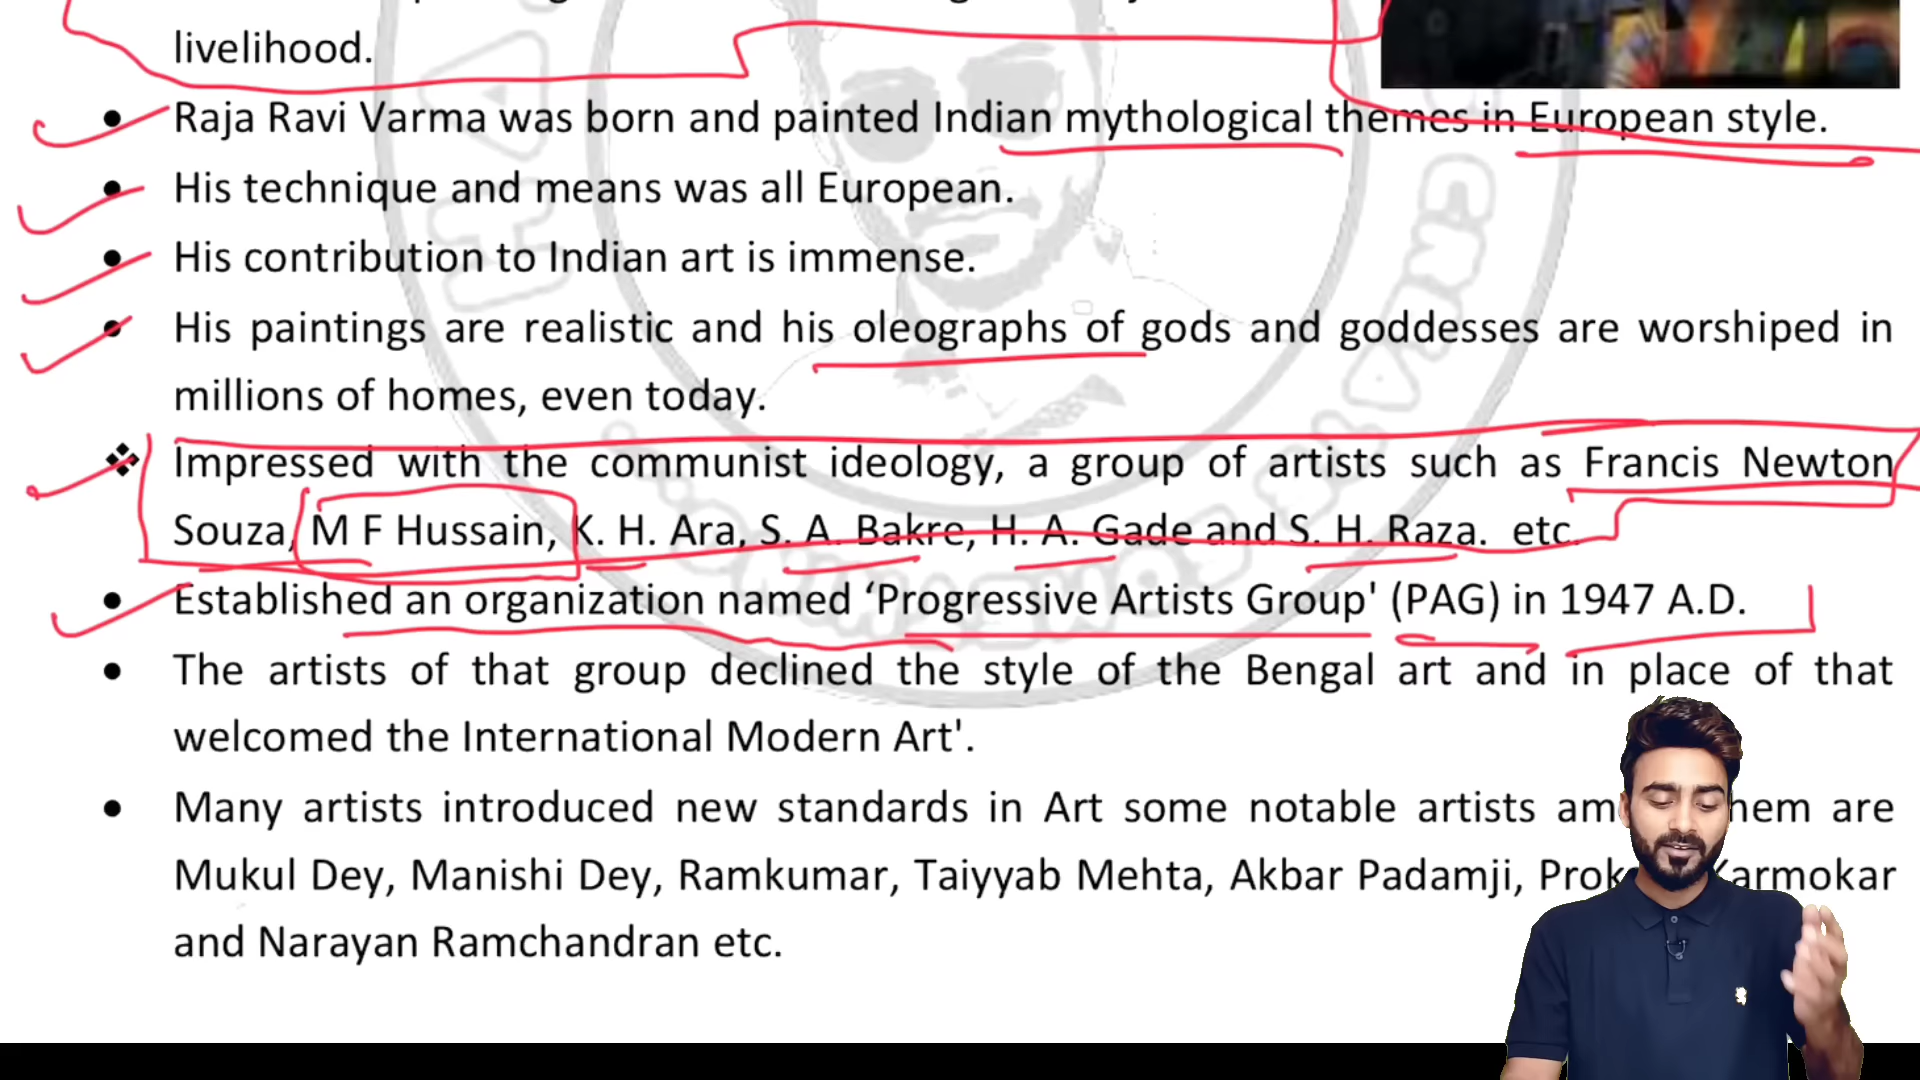 livelihood.
• Raja Ravi Varma was born and painted Indian mythological themes in European style.
• His technique and means was all European.
• His contribution to Indian art is immense.
• His paintings are realistic and his oleographs of gods and goddesses are worshiped in
millions of homes, even today.
❖ Impressed with the communist ideology, a group of artists such as Francis Newton
Souza, M F Hussain, K. H. Ara, S. A. Bakre, H. A. Gade and S. H. Raza. etc.
• Established an organization named ‘Progressive Artists Group' (PAG) in 1947 A.D.
• The artists of that group declined the style of the Bengal art and in place of that
welcomed the International Modern Art'.
• Many artists introduced new standards in Art some notable artists are
Mukul Dey, Manishi Dey, Ramkumar, Taiyyab Mehta, Akbar Padamji, Karmokar
and Narayan Ramchandran etc.